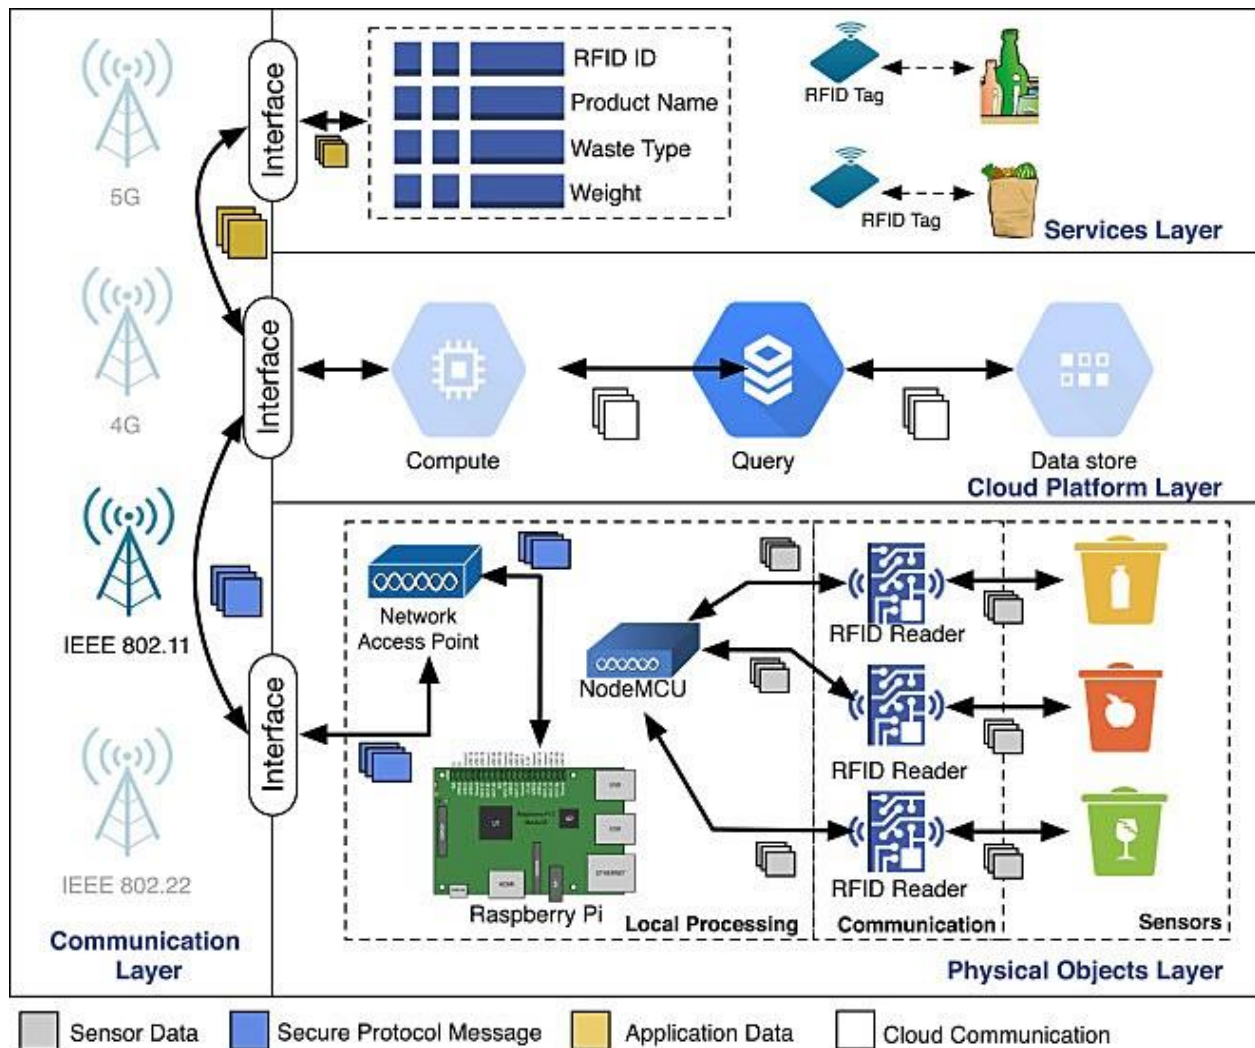 5G
4G
IEEE 802.11
IEEE 802.22
Communication
Layer
Interface
RFID ID
Product Name
Waste Type
Weight
RFID Tag
RFID Tag
Services Layer
Interface
Compute
Query
Data store
Cloud Platform Layer
Interface
Network
Access Point
NodeMCU
Raspberry Pi
ETHERNET
HDMI
RFID Reader
RFID Reader
RFID Reader
Local Processing
Communication
Sensors
Physical Objects Layer
Sensor Data
Secure Protocol Message
Application Data
Cloud Communication